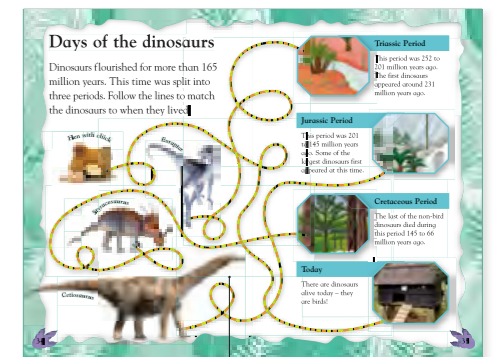 Days of the dinosaurs
Dinosaurs flourished for more than 165
million years. This time was split into
three periods. Follow the lines to match
the dinosaurs to when they lived
Triassic Period
This period was 252 to
201 million years ago.
The first dinosaurs
appeared around 231
million years ago.
Hen with chick
Eoraptor
Jurassic Period
This period was 201
to 145 million years
ago. Some of the
largest dinosaurs first
appeared at this time.
Cretaceous Period
The last of the non-bird
dinosaurs died during
this period 145 to 66
million years ago.
Cetiosaurus
Today
There are dinosaurs
alive today – they
are birds!